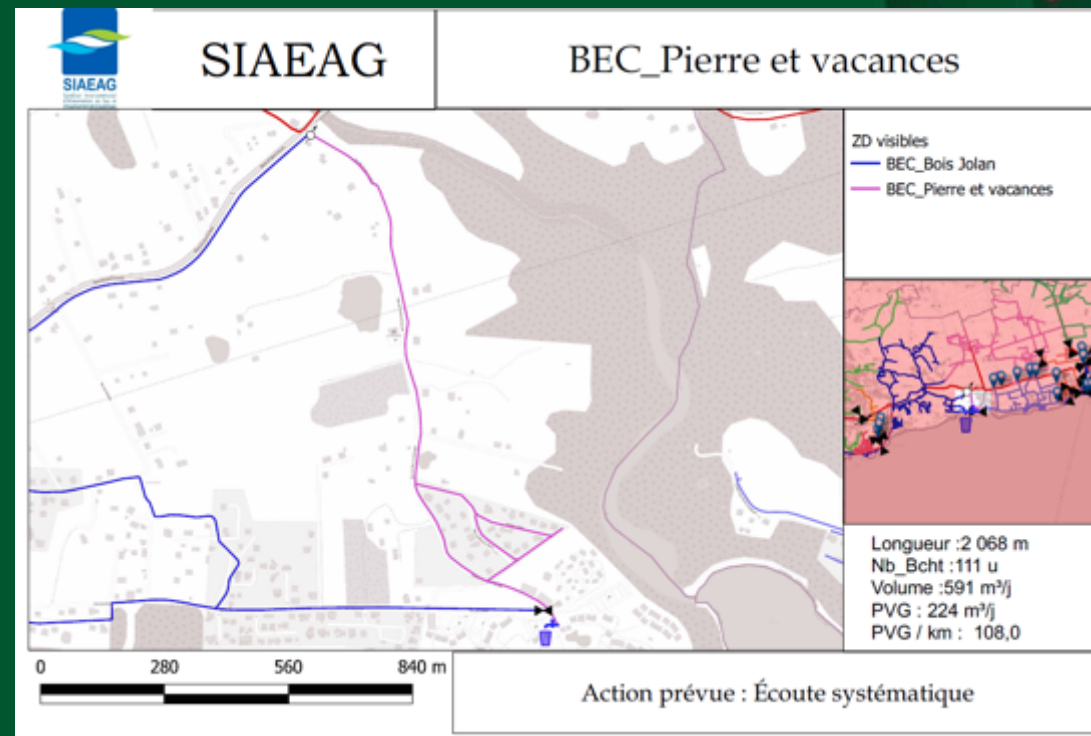 SIAEAG
SIAEAG
BEC_Pierre et vacances
ZD visibles
BEC_Bois Jolan
BEC_Pierre et vacances
Longueur :2 068 m
Nb_Bcht :111 u
Volume :591 m³/j
PVG : 224 m³/j
PVG / km : 108,0
0 280 560 840 m
Action prévue : Écoute systématique